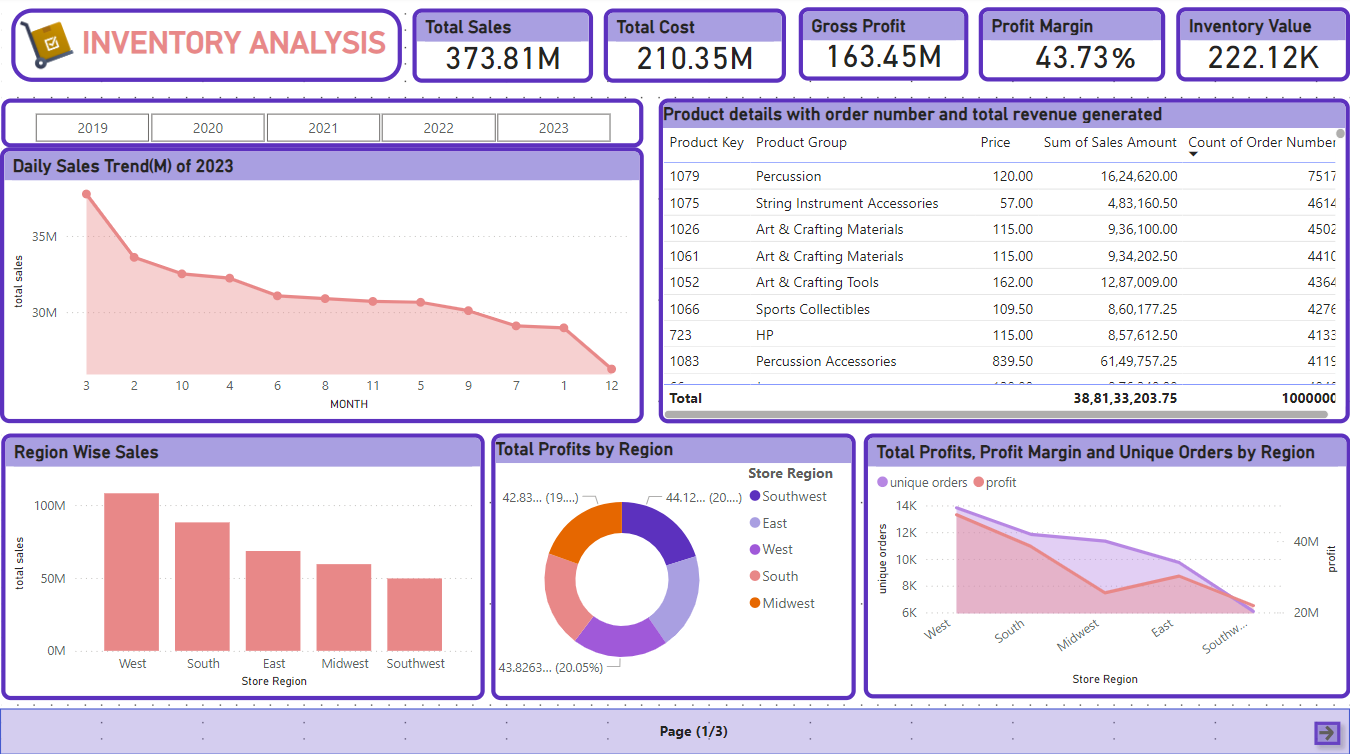 INVENTORY ANALYSIS
Total Sales
373.81M
Total Cost
210.35M
Gross Profit
163.45M
Profit Margin
43.73%
Inventory Value
222.12K
2019 2020 2021 2022 2023
Daily Sales Trend(M) of 2023
total sales
35M
30M
3 2 10 4 6 8 11 5 9 7 1 12
MONTH
Product details with order number and total revenue generated
Product Key Product Group Price Sum of Sales Amount Count of Order Number
1079 Percussion 120.00 16,24,620.00 7517
1075 String Instrument Accessories 57.00 4,83,160.50 4614
1026 Art & Crafting Materials 115.00 9,36,100.00 4502
1061 Art & Crafting Materials 115.00 9,34,202.50 4410
1052 Art & Crafting Tools 162.00 12,87,009.00 4364
1066 Sports Collectibles 109.50 8,60,177.25 4276
723 HP 115.00 8,57,612.50 4133
1083 Percussion Accessories 839.50 61,49,757.25 4119
Total 38,81,33,203.75 1000000
Region Wise Sales
total sales
100M
50M
0M
West South East Midwest Southwest
Store Region
Total Profits by Region
42.83... (19....)
44.12... (20....)
43.8263... (20.05%)
Store Region
Southwest
East
West
South
Midwest
Total Profits, Profit Margin and Unique Orders by Region
unique orders profit
unique orders
14K
12K
10K
8K
6K
40M
20M
profit
West South Midwest East Southw...
Store Region
Page (1/3)